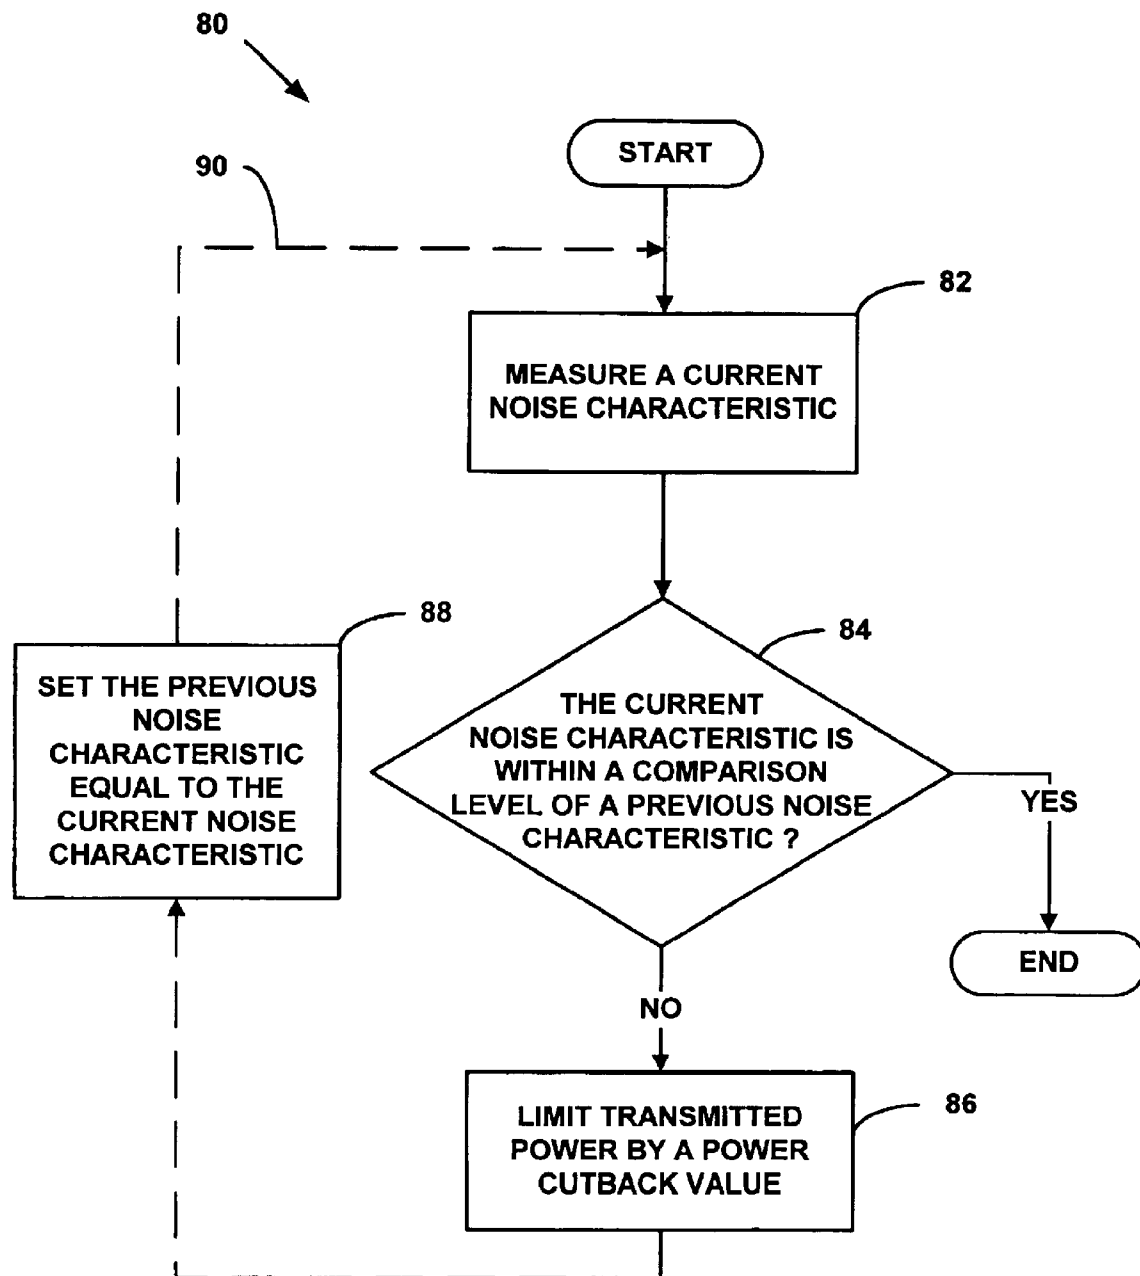 80
START
90
82
MEASURE A CURRENT
NOISE CHARACTERISTIC
88
84
SET THE PREVIOUS
NOISE
CHARACTERISTIC
EQUAL TO THE
CURRENT NOISE
CHARACTERISTIC
THE CURRENT
NOISE CHARACTERISTIC IS
WITHIN A COMPARISON
LEVEL OF A PREVIOUS NOISE
CHARACTERISTIC ?
YES
END
NO
86
LIMIT TRANSMITTED
POWER BY A POWER
CUTBACK VALUE